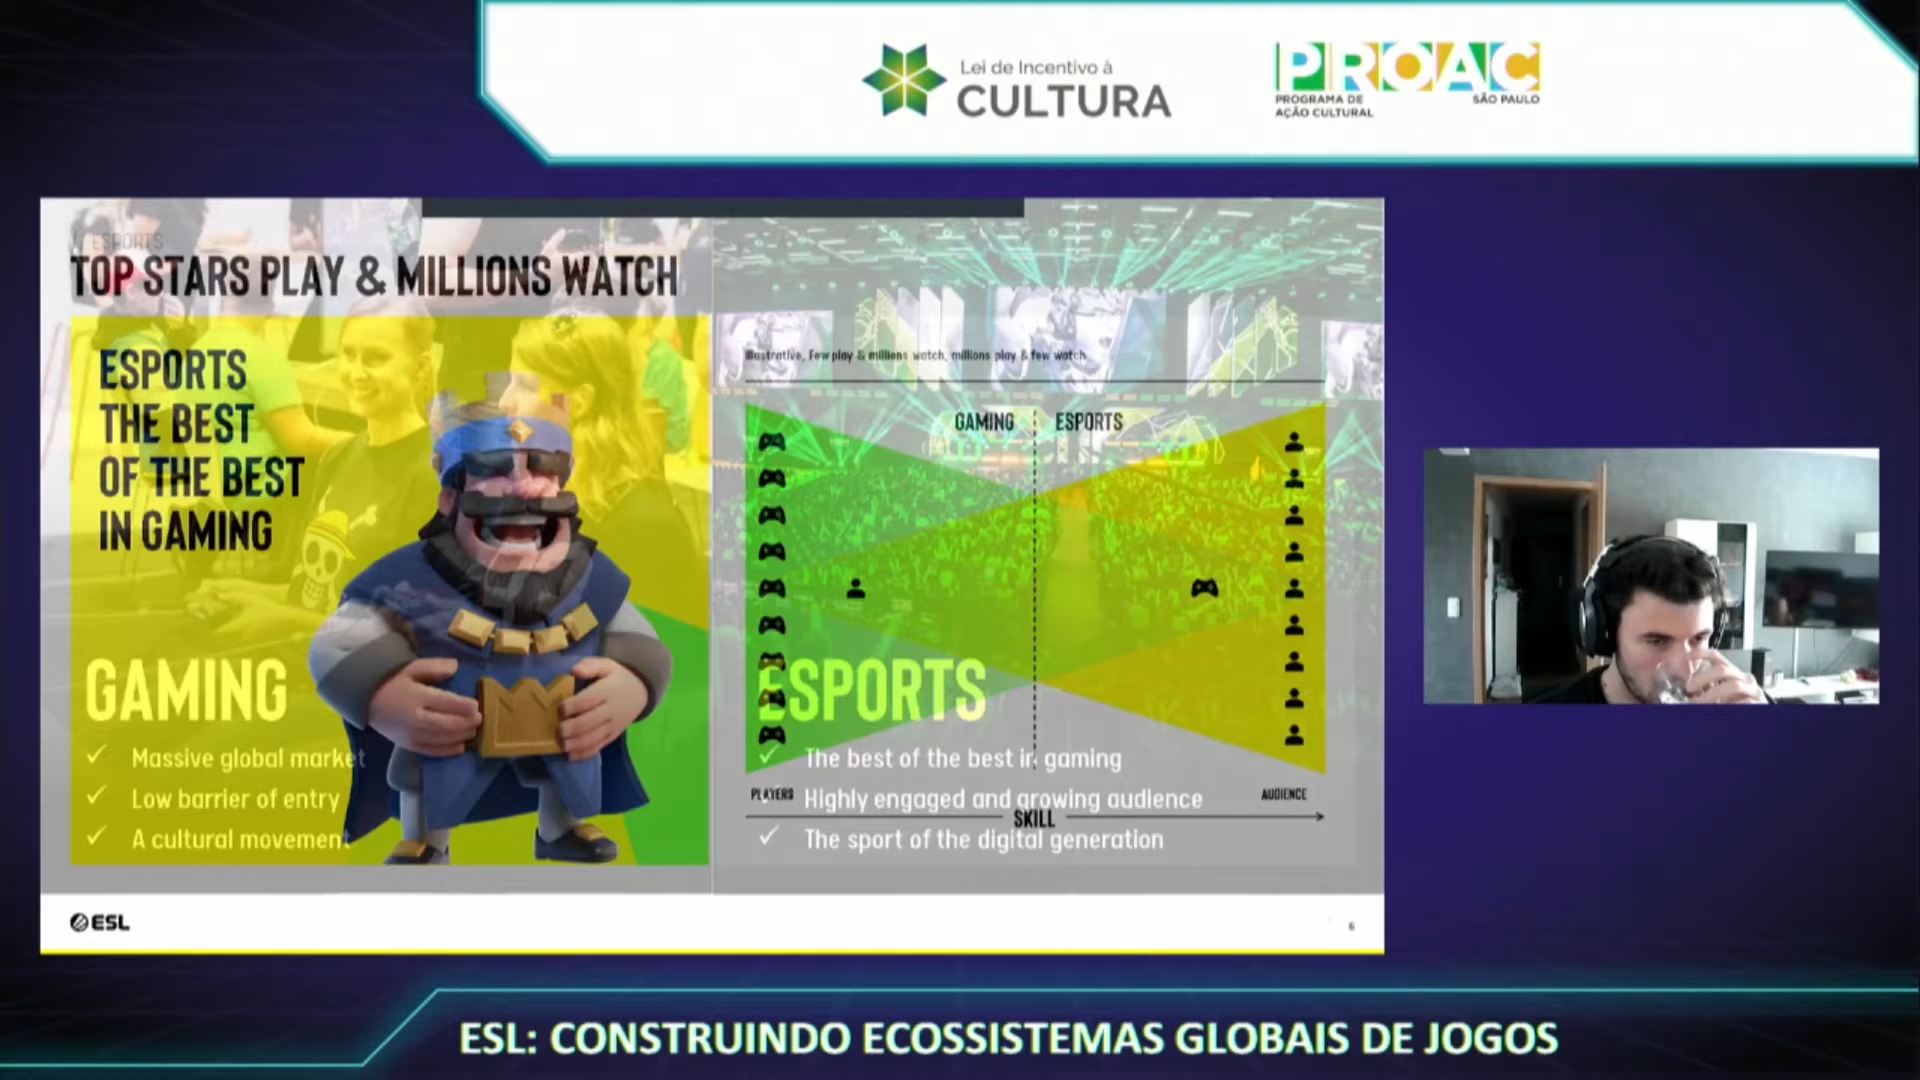 Lei de Incentivo à
CULTURA
PROAC
PROGRAMA DE
AÇÃO CULTURAL
SÃO PAULO
ESPORTS
TOP STARS PLAY & MILLIONS WATCH
ESPORTS
THE BEST
OF THE BEST
IN GAMING
GAMING
✓ Massive global market
✓ Low barrier of entry
✓ A cultural movement
Illustrative, Few play & millions watch, millions play & few watch
GAMING
ESPORTS
ESPORTS
✓ The best of the best in gaming
✓ Highly engaged and growing audience
✓ The sport of the digital generation
PLAYERS
SKILL
AUDIENCE
ESL
6
ESL: CONSTRUINDO ECOSSISTEMAS GLOBAIS DE JOGOS